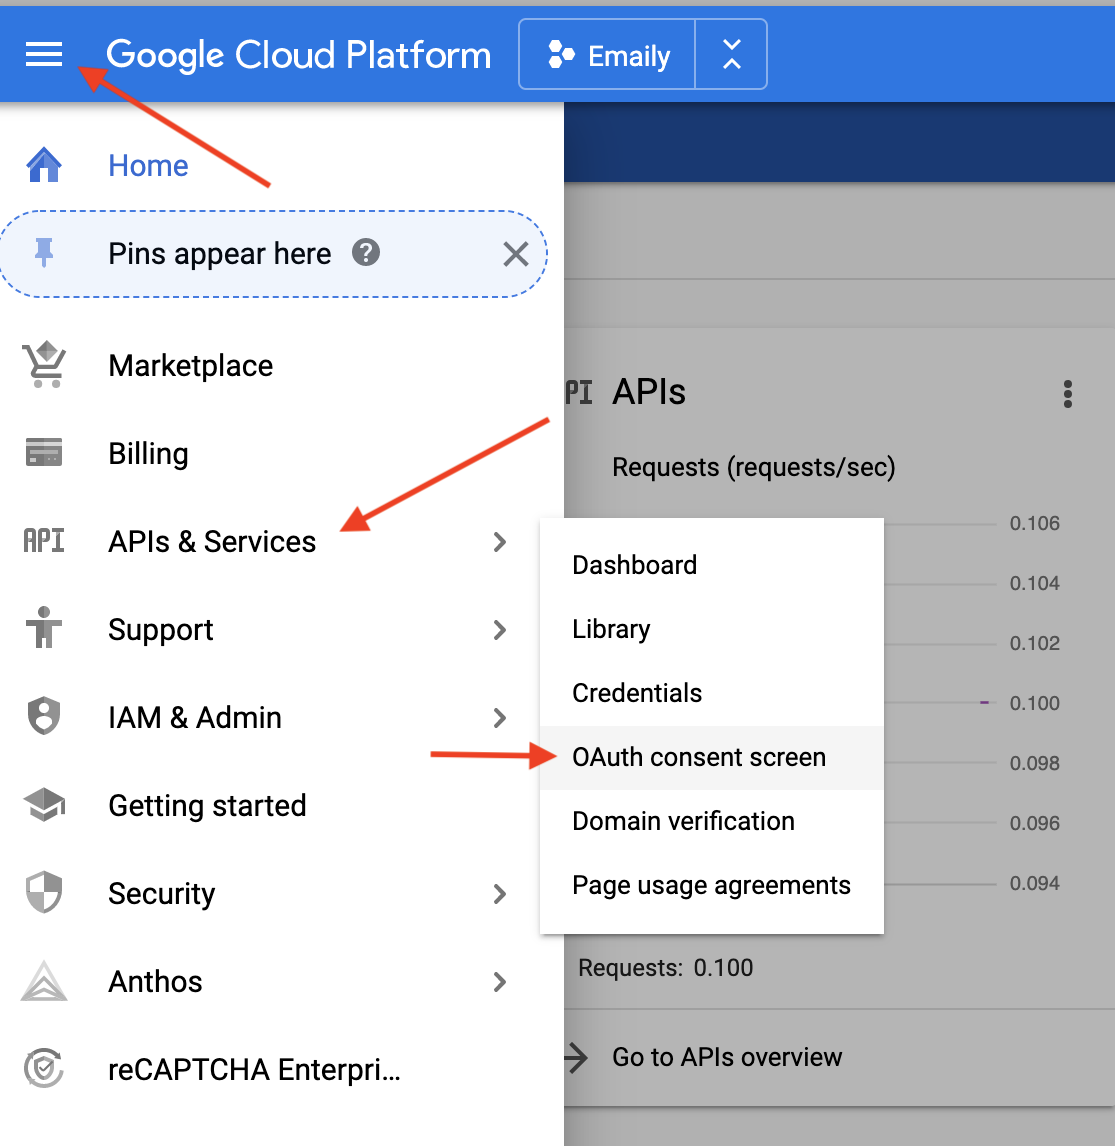 Google Cloud Platform
Emaily
Home
Pins appear here ?
Marketplace
Billing
API APIs & Services
Support
IAM & Admin
Getting started
Security
Anthos
reCAPTCHA Enterpri...
Dashboard
Library
Credentials
OAuth consent screen
Domain verification
Page usage agreements
PI APIs
Requests (requests/sec)
0.106
0.104
0.102
0.100
0.098
0.096
0.094
Requests: 0.100
Go to APIs overview